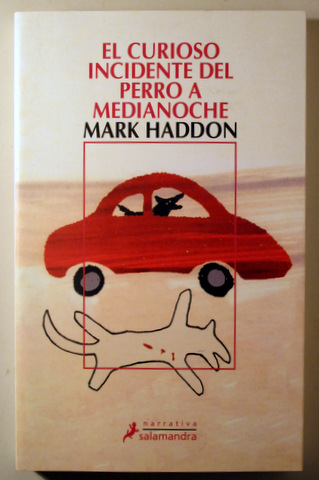 EL CURIOSO
INCIDENTE DEL
PERRO A
MEDIANOCHE
MARK HADDON
narrativa
salamandra